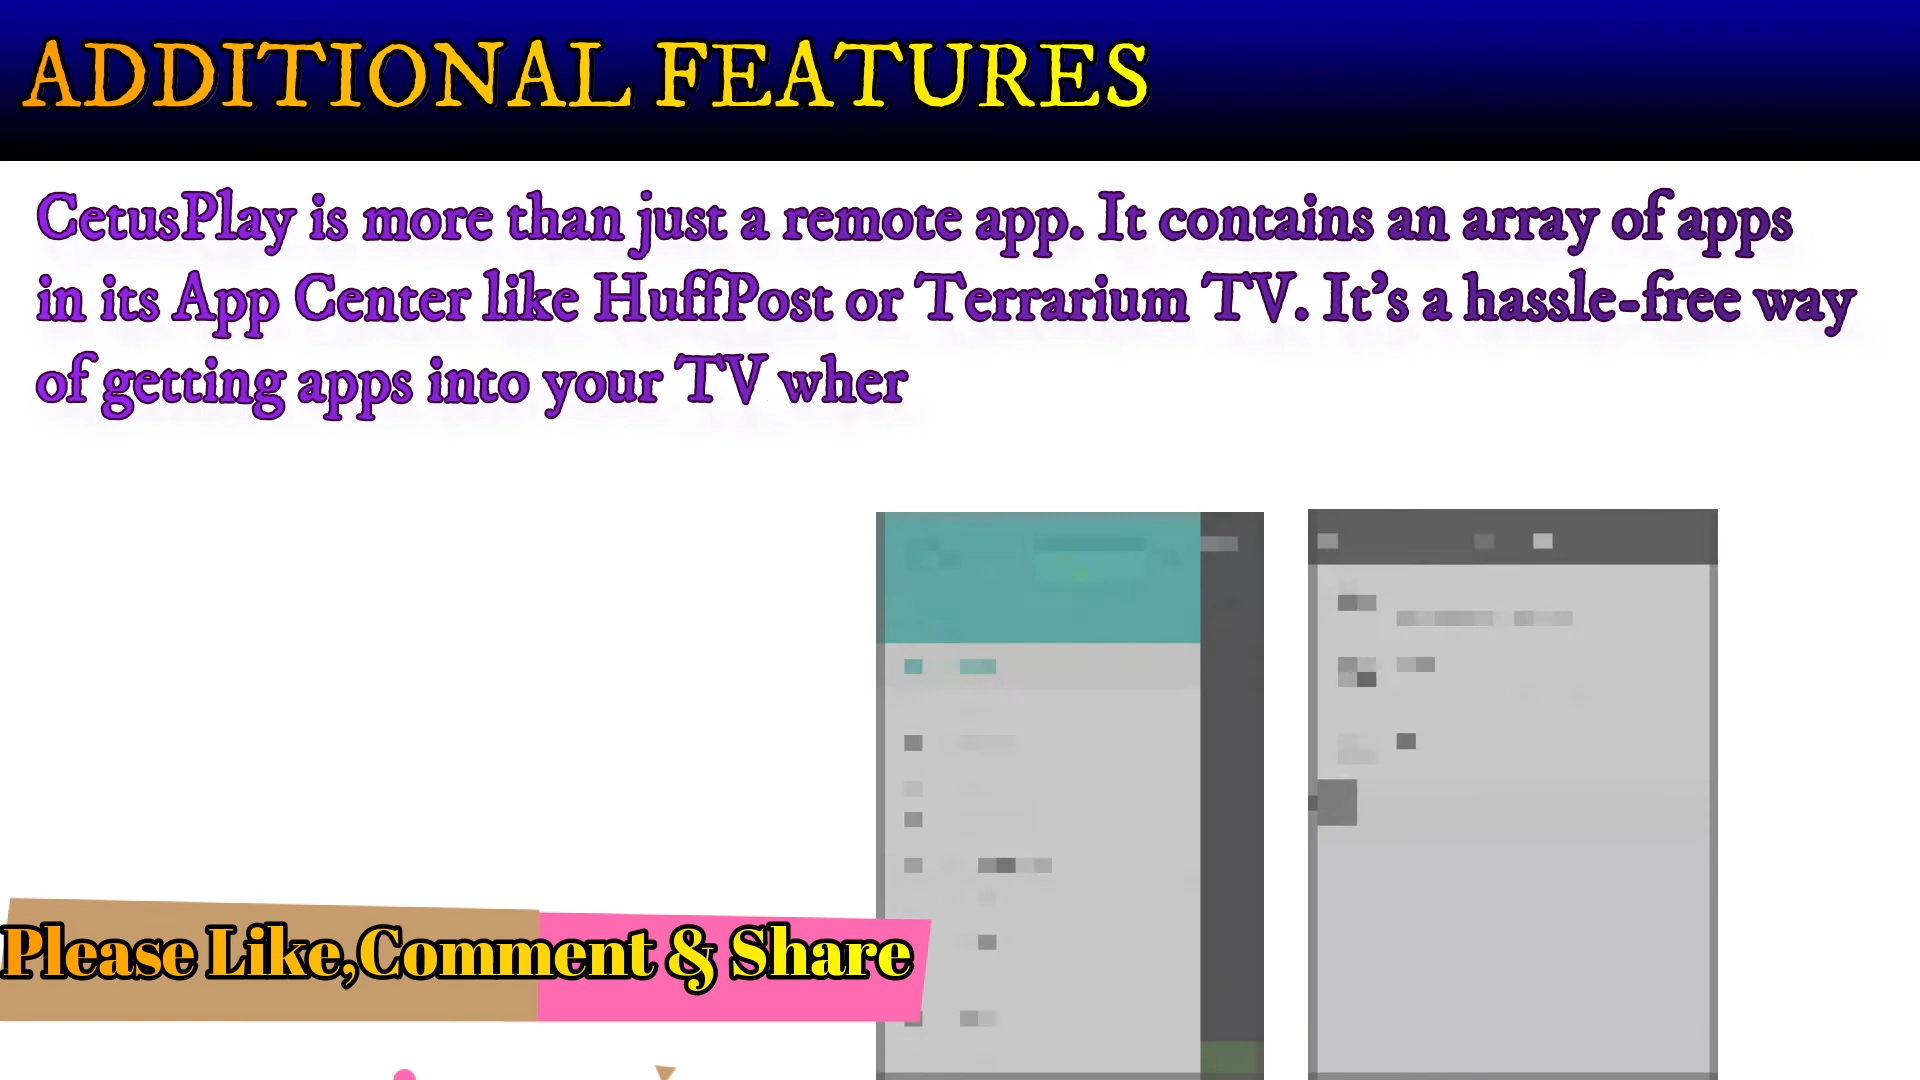 ADDITIONAL FEATURES
CetusPlay is more than just a remote app. It contains an array of apps
in its App Center like HuffPost or Terrarium TV. It’s a hassle-free way
of getting apps into your TV wher
Please Like,Comment & Share